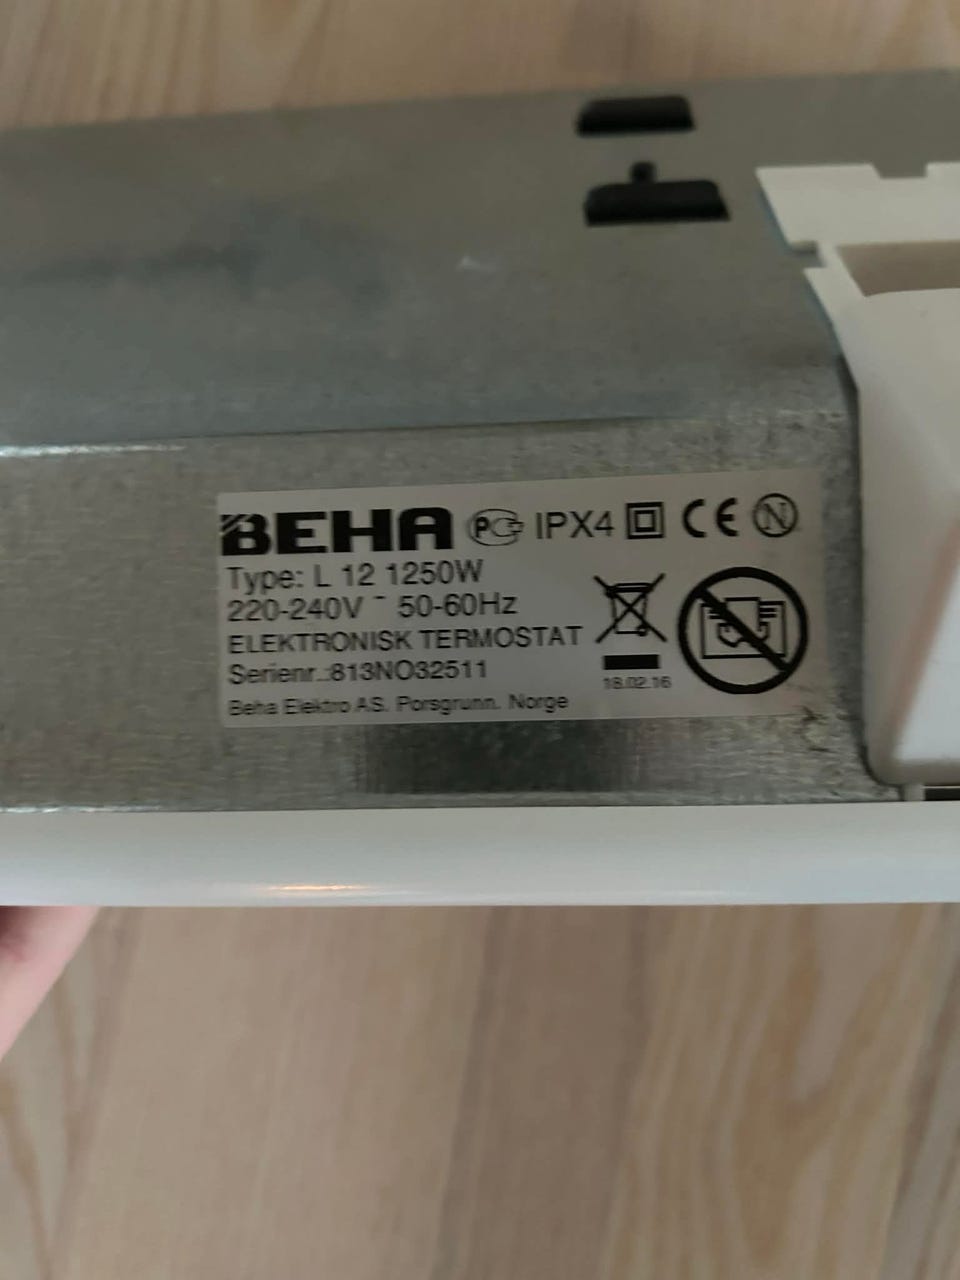 BEHA PG IPX4 CE N
Type: L 12 1250W
220-240V ~ 50-60Hz
ELEKTRONISK TERMOSTAT
Serienr.:813NO32511
18.02.16
Beha Elektro AS. Porsgrunn. Norge